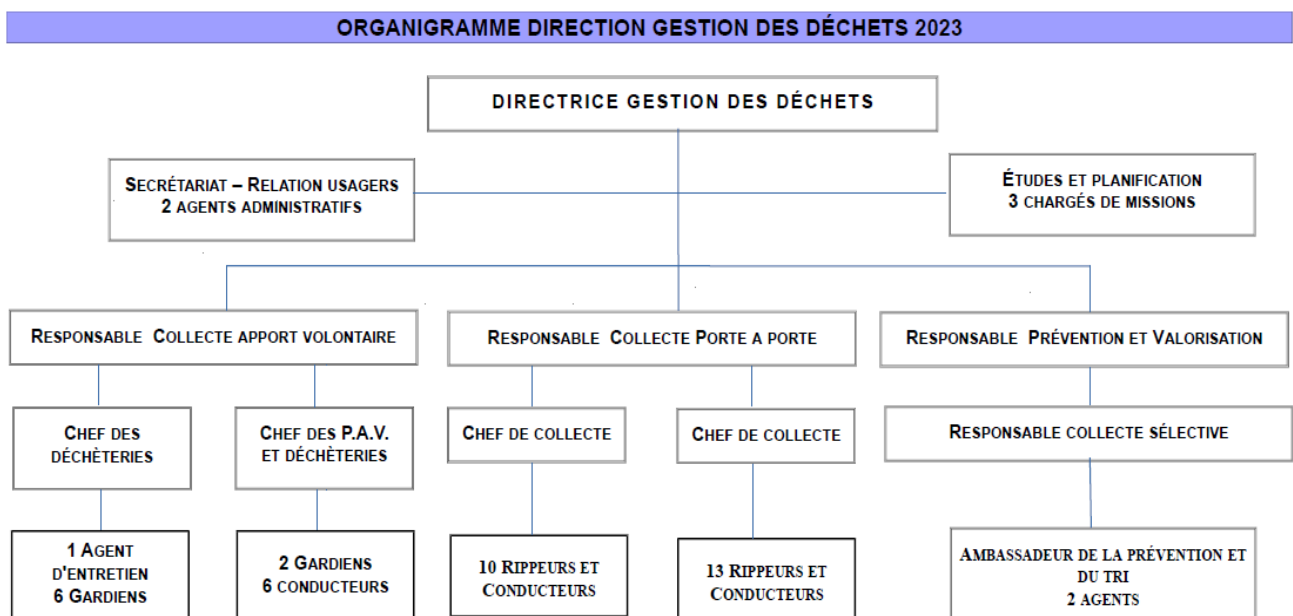 ORGANIGRAMME DIRECTION GESTION DES DÉCHETS 2023
DIRECTRICE GESTION DES DÉCHETS
SECRÉTARIAT – RELATION USAGERS
2 AGENTS ADMINISTRATIFS
ÉTUDES ET PLANIFICATION
3 CHARGÉS DE MISSIONS
RESPONSABLE COLLECTE APPORT VOLONTAIRE
RESPONSABLE COLLECTE PORTE A PORTE
RESPONSABLE PRÉVENTION ET VALORISATION
CHEF DES
DÉCHÈTERIES
CHEF DES P.A.V.
ET DÉCHÈTERIES
CHEF DE COLLECTE
CHEF DE COLLECTE
RESPONSABLE COLLECTE SÉLECTIVE
1 AGENT
D'ENTRETIEN
6 GARDIENS
2 GARDIENS
6 CONDUCTEURS
10 RIPPEURS ET
CONDUCTEURS
13 RIPPEURS ET
CONDUCTEURS
AMBASSADEUR DE LA PRÉVENTION ET
DU TRI
2 AGENTS